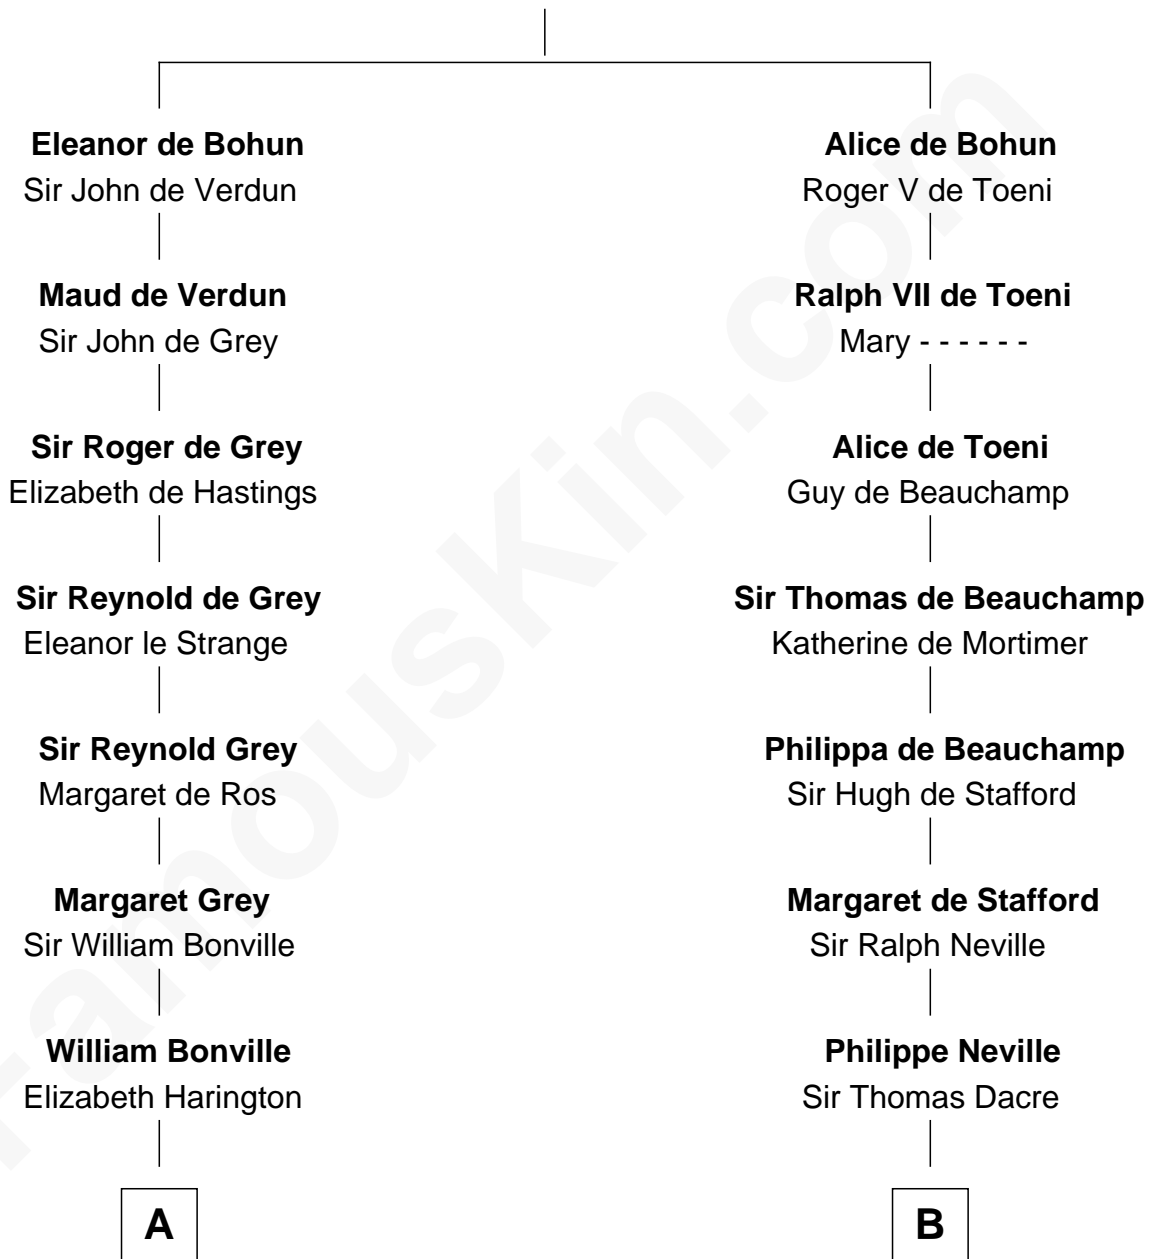 Eleanor de Bohun
Sir John de Verdun
Maud de Verdun
Sir John de Grey
Sir Roger de Grey
Elizabeth de Hastings
Sir Reynold de Grey
Eleanor le Strange
Sir Reynold Grey
Margaret de Ros
Margaret Grey
Sir William Bonville
William Bonville
Elizabeth Harington
A
Alice de Bohun
Roger V de Toeni
Ralph VII de Toeni
Mary - - - - - -
Alice de Toeni
Guy de Beauchamp
Sir Thomas de Beauchamp
Katherine de Mortimer
Philippa de Beauchamp
Sir Hugh de Stafford
Margaret de Stafford
Sir Ralph Neville
Philippe Neville
Sir Thomas Dacre
B
FamousKin.com